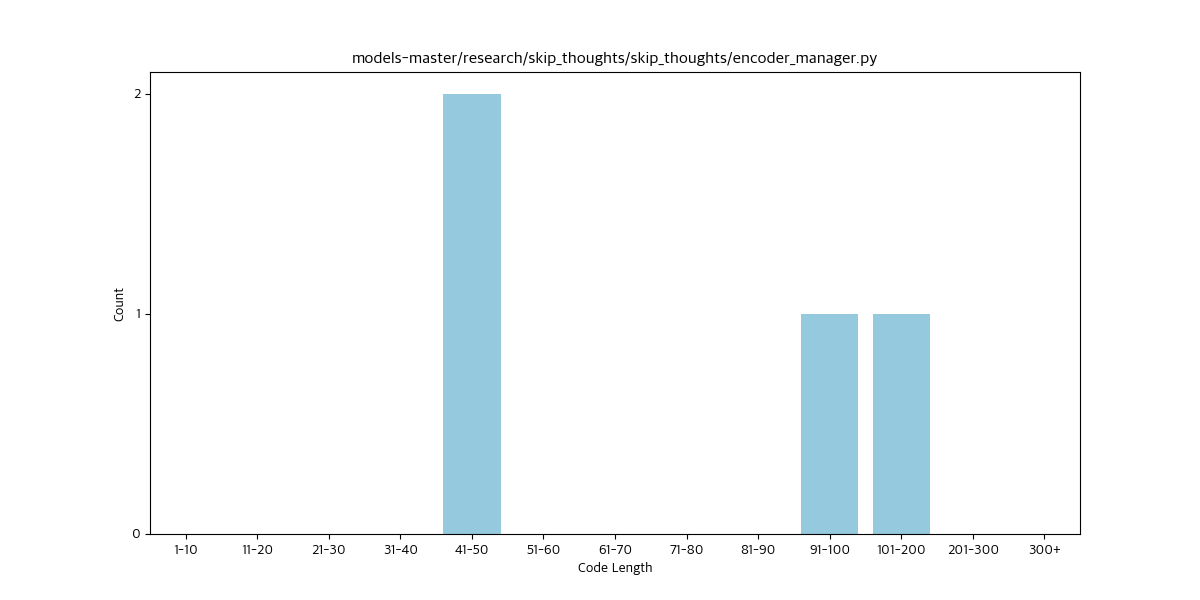 models-master/research/skip_thoughts/skip_thoughts/encoder_manager.py
Count
2
1
0
1-10 11-20 21-30 31-40 41-50 51-60 61-70 71-80 81-90 91-100 101-200 201-300 300+
Code Length